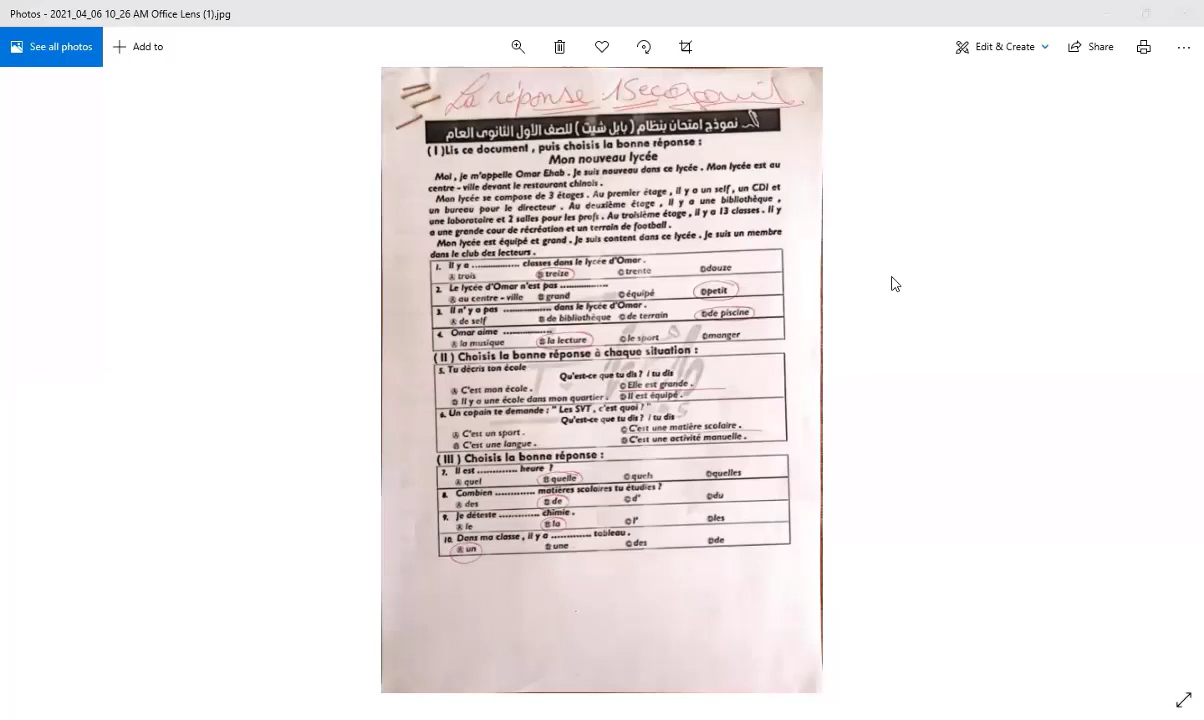 Photos - 2021_04_06 10_26 AM Office Lens (1).jpg
See all photos
Add to
Edit & Create
Share
La réponse
نموذج امتحان بنظام ( بابل شيت ) للصف الأول الثانوى العام
( I ) Lis ce document , puis choisis la bonne réponse :
Mon nouveau lycée
Moi , je m'appelle Omar Ehab . Je suis nouveau dans ce lycée . Mon lycée est au
centre - ville devant le restaurant chinois .
Mon lycée se compose de 3 étages . Au premier étage , il y a un self , un CDI et
un bureau pour le directeur . Au deuxième étage , il y a une bibliothèque ,
une laboratoire et 2 salles pour les profs . Au troisième étage , il y a 13 classes . Il y
a une grande cour de récréation et un terrain de football .
Mon lycée est équipé et grand . Je suis content dans ce lycée . Je suis un membre
dans le club des lecteurs .
1. Il y a .................. classes dans le lycée d'Omar .
A trois B treize C trente D douze
2. Le lycée d'Omar n'est pas ..................
A au centre - ville B grand C équipé D petit
3. Il n' y a pas .................. dans le lycée d'Omar .
A de self B de bibliothèque C de terrain D de piscine
4. Omar aime ..................
A la musique B la lecture C le sport D manger
( II ) Choisis la bonne réponse à chaque situation :
5. Tu décris ton école
Qu'est-ce que tu dis ? / tu dis
A C'est mon école . C Elle est grande .
B Il y a une école dans mon quartier . D Il est équipé .
6. Un copain te demande : " Les SVT , c'est quoi ? "
Qu'est-ce que tu dis ? / tu dis
A C'est un sport . C C'est une matière scolaire .
B C'est une langue . D C'est une activité manuelle .
( III ) Choisis la bonne réponse :
7. Il est ............. heure ?
A quel B quelle C quels D quelles
8. Combien ............. matières scolaires tu étudies ?
A des B de C d' D du
9. Je déteste ............. chimie .
A le B la C l' D les
10. Dans ma classe , il y a ............. tableau .
A un B une C des D de